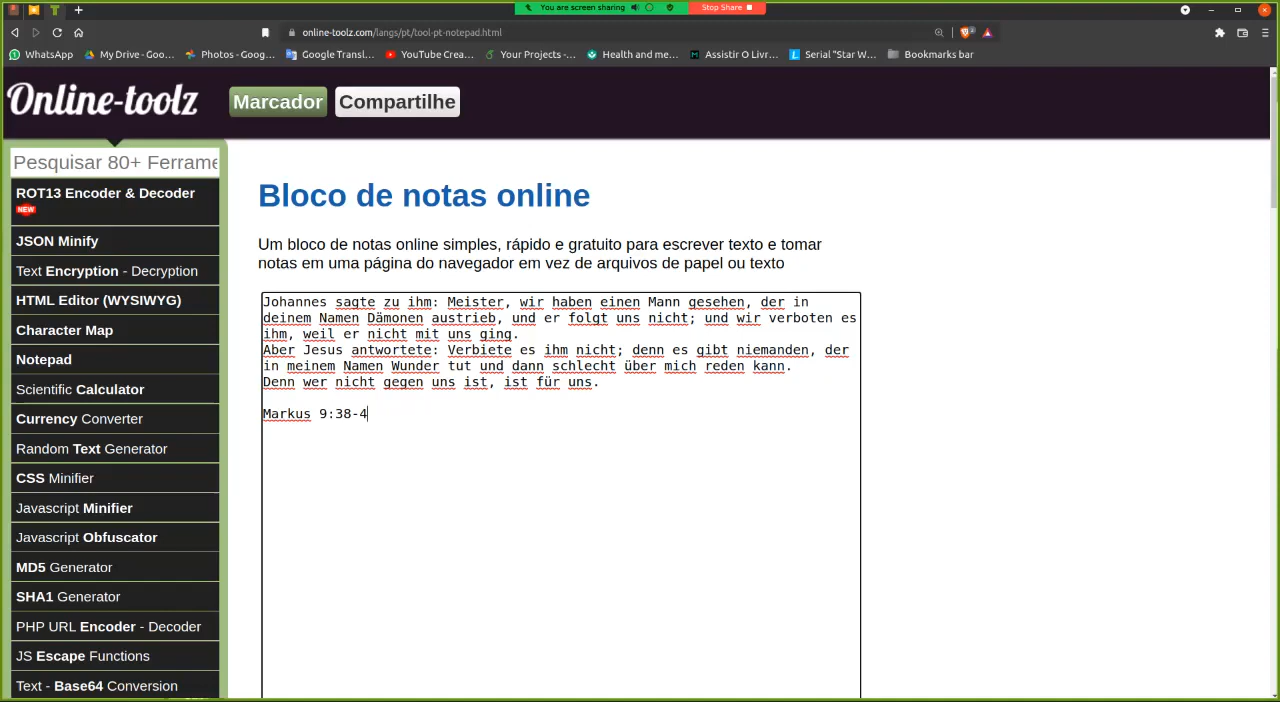 You are screen sharing
Stop Share
online-toolz.com/langs/pt/tool-pt-notepad.html
WhatsApp
My Drive - Goo...
Photos - Goog...
Google Transl...
YouTube Crea...
Your Projects -...
Health and me...
Assistir O Livr...
Serial "Star W...
Bookmarks bar
Online-toolz
Marcador
Compartilhe
Pesquisar 80+ Ferrame
ROT13 Encoder & Decoder
NEW
JSON Minify
Text Encryption - Decryption
HTML Editor (WYSIWYG)
Character Map
Notepad
Scientific Calculator
Currency Converter
Random Text Generator
CSS Minifier
Javascript Minifier
Javascript Obfuscator
MD5 Generator
SHA1 Generator
PHP URL Encoder - Decoder
JS Escape Functions
Text - Base64 Conversion
Bloco de notas online
Um bloco de notas online simples, rápido e gratuito para escrever texto e tomar
notas em uma página do navegador em vez de arquivos de papel ou texto
Johannes sagte zu ihm: Meister, wir haben einen Mann gesehen, der in
deinem Namen Dämonen austrieb, und er folgt uns nicht; und wir verboten es
ihm, weil er nicht mit uns ging.
Aber Jesus antwortete: Verbiete es ihm nicht; denn es gibt niemanden, der
in meinem Namen Wunder tut und dann schlecht über mich reden kann.
Denn wer nicht gegen uns ist, ist für uns.
Markus 9:38-4